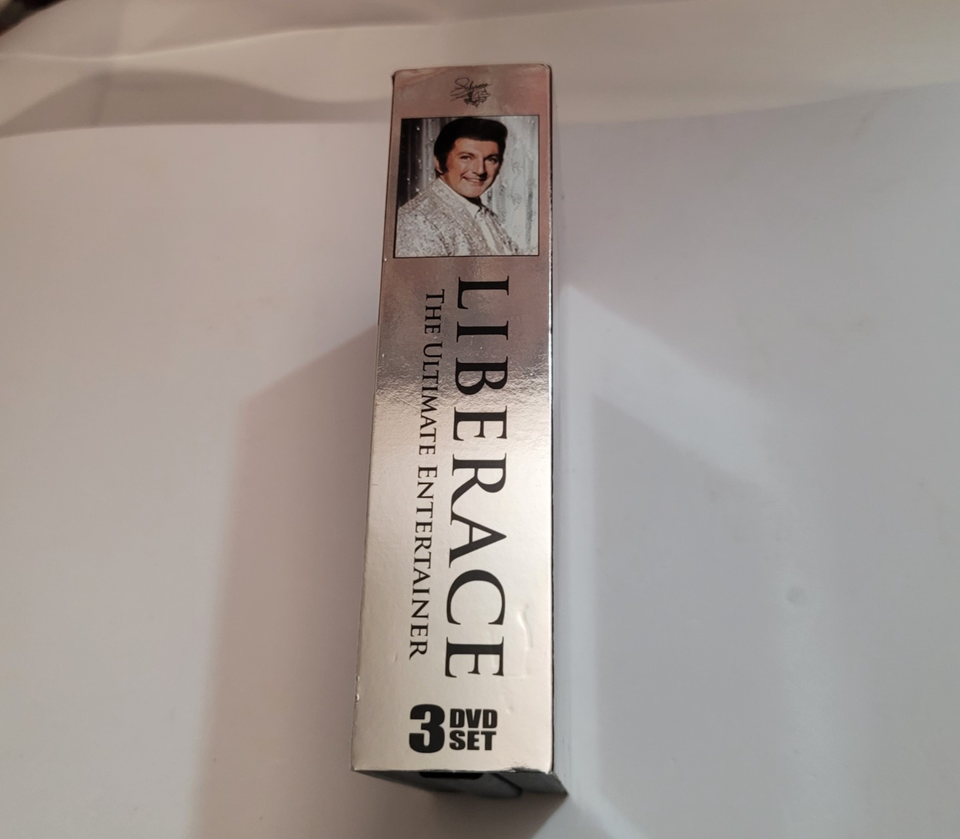 LIBERACE
THE ULTIMATE ENTERTAINER
3 DVD
SET